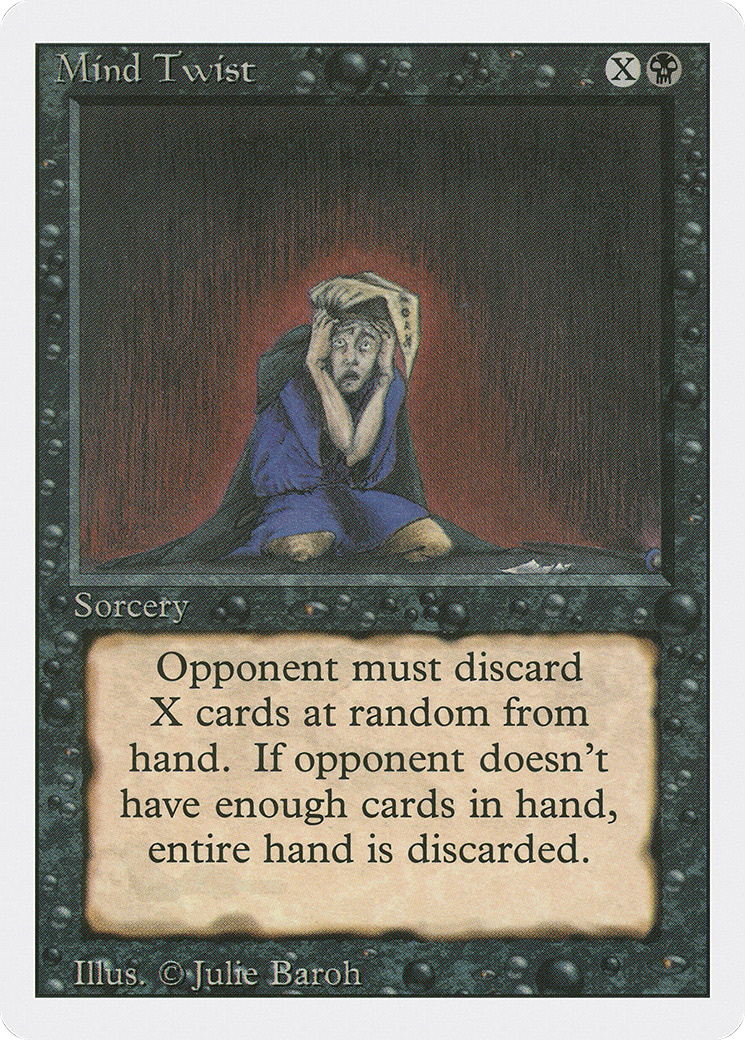 Mind Twist X
Sorcery
Opponent must discard
X cards at random from
hand. If opponent doesn't
have enough cards in hand,
entire hand is discarded.
Illus. © Julie Baroh